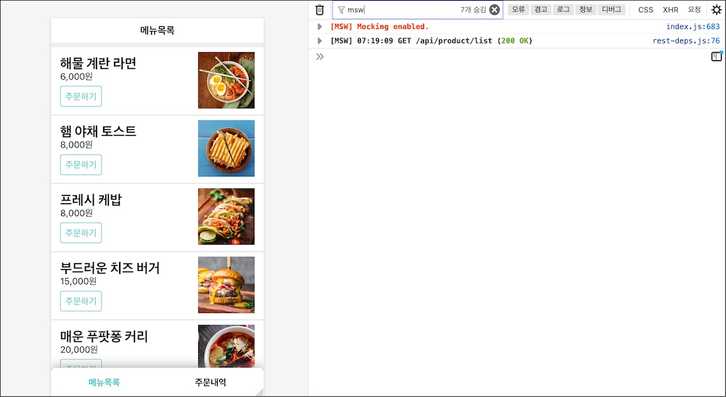 메뉴목록
해물 계란 라면
6,000원
주문하기
햄 야채 토스트
8,000원
주문하기
프레시 케밥
8,000원
주문하기
부드러운 치즈 버거
15,000원
주문하기
매운 푸팟퐁 커리
20,000원
주문하기
메뉴목록 주문내역
msw 7개 숨김 오류 경고 로그 정보 디버그 CSS XHR 요청
[MSW] Mocking enabled. index.js:683
[MSW] 07:19:09 GET /api/product/list (200 OK) rest-deps.js:76